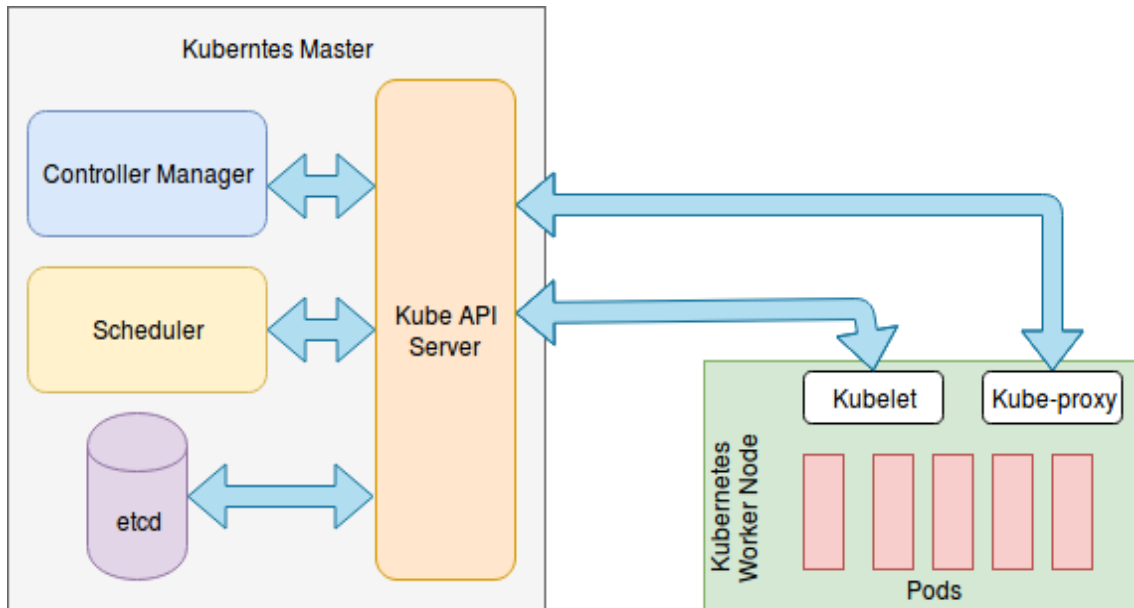 Kuberntes Master
Controller Manager
Scheduler
etcd
Kube API
Server
Kubelet
Kube-proxy
Kubernetes
Worker Node
Pods